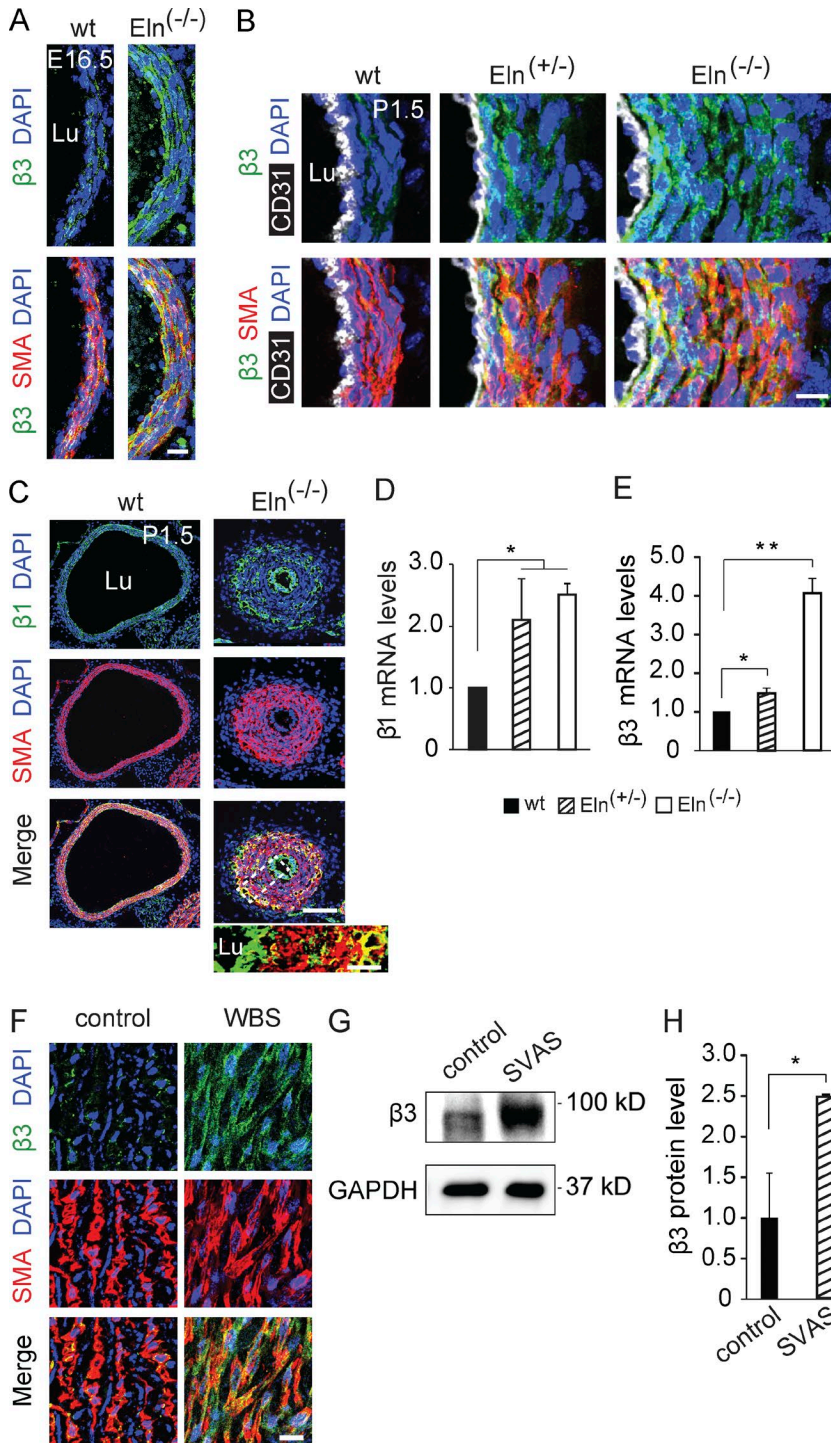 A
wt
Eln(-/-)
E16.5
Lu
β3 DAPI
β3 SMA DAPI
B
wt
Eln(+/-)
Eln(-/-)
P1.5
Lu
β3 DAPI
CD31
β3 SMA
CD31 DAPI
C
wt
Eln(-/-)
P1.5
Lu
β1 DAPI
SMA DAPI
Merge
Lu
D
β1 mRNA levels
3.0
2.0
1.0
0
*
E
β3 mRNA levels
5.0
4.0
3.0
2.0
1.0
0
**
*
wt Eln(+/-) Eln(-/-)
F
control
WBS
β3 DAPI
SMA DAPI
Merge
G
control
SVAS
β3
- 100 kD
GAPDH
- 37 kD
H
β3 protein level
3.0
2.5
2.0
1.5
1.0
0.5
0
*
control
SVAS